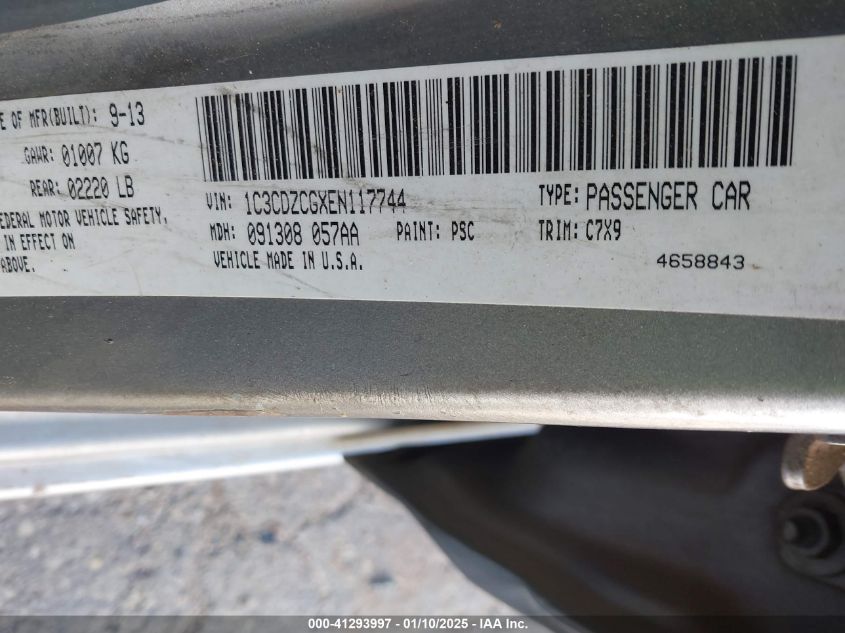 E OF MFR(BUILT): 9-13
GAWR: 01007 KG
REAR: 02220 LB
EDERAL MOTOR VEHICLE SAFETY,
IN EFFECT ON
ABOVE.
VIN: 1C3CDZCGXEN117744 TYPE: PASSENGER CAR
MDH: 091308 057AA PAINT: PSC TRIM: C7X9
VEHICLE MADE IN U.S.A. 4658843
000-41293997 - 01/10/2025 - IAA Inc.